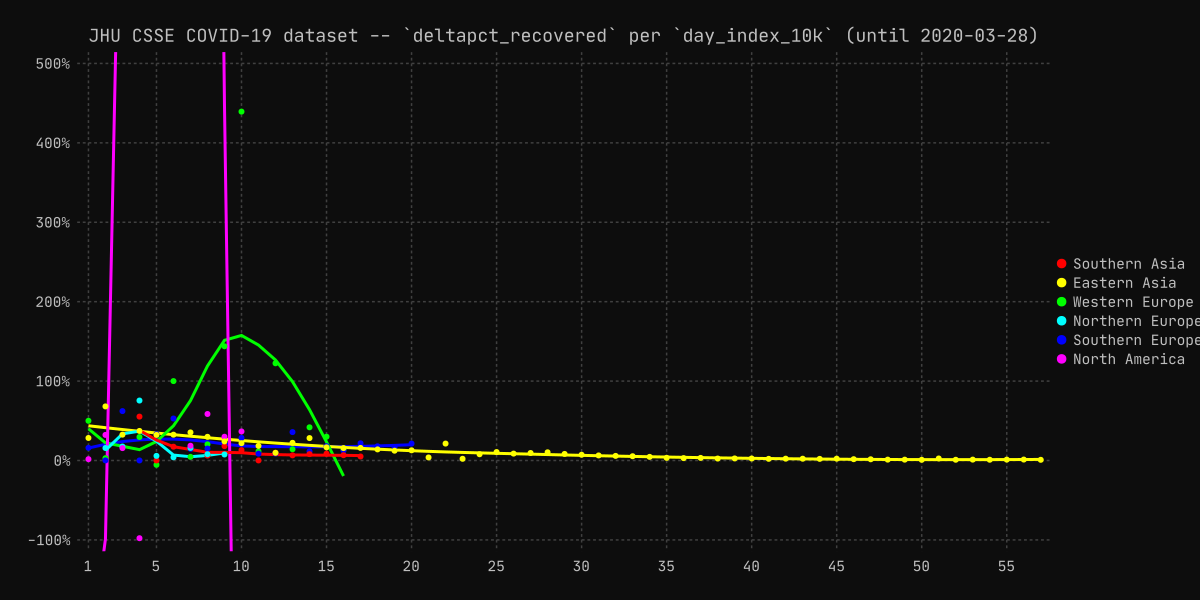 JHU CSSE COVID-19 dataset -- `deltapct_recovered` per `day_index_10k` (until 2020-03-28)
500%
400%
300%
200%
100%
0%
-100%
1 5 10 15 20 25 30 35 40 45 50 55
Southern Asia
Eastern Asia
Western Europe
Northern Europe
Southern Europe
North America